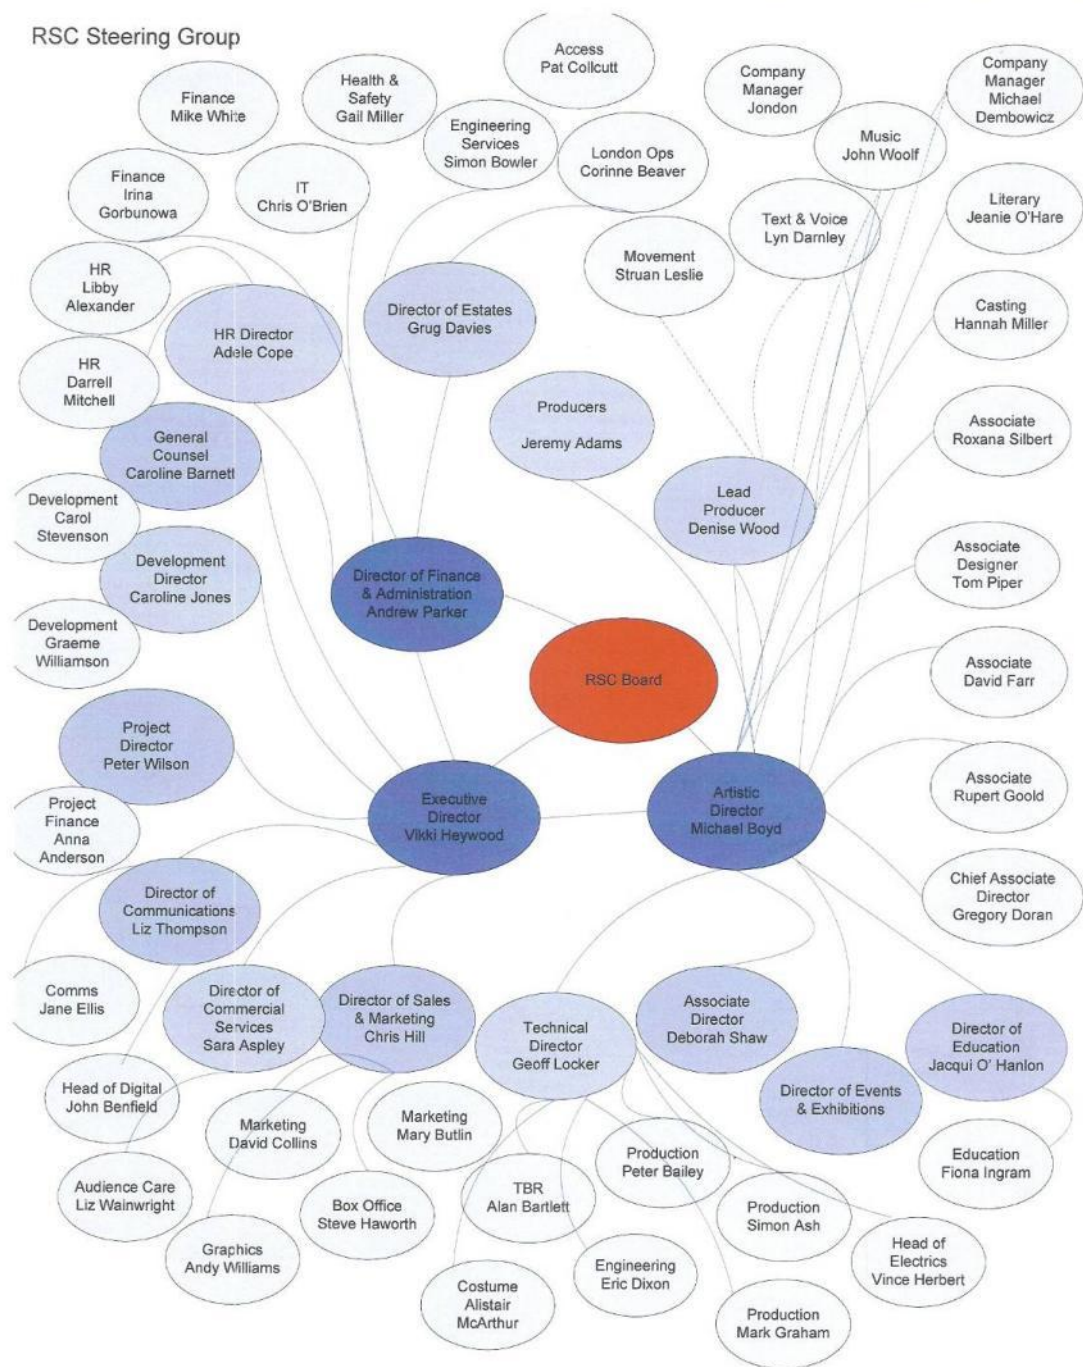 RSC Steering Group
Access
Pat Collcutt
Finance
Mike White
Health &
Safety
Gail Miller
Engineering
Services
Simon Bowler
London Ops
Corinne Beaver
Company
Manager
Jondon
Music
John Woolf
Company
Manager
Michael
Dembowicz
Finance
Irina
Gorbunowa
IT
Chris O'Brien
Movement
Struan Leslie
Text & Voice
Lyn Darnley
Literary
Jeanie O'Hare
HR
Libby
Alexander
HR Director
Adele Cope
Director of Estates
Grug Davies
Casting
Hannah Miller
HR
Darrell
Mitchell
Producers
Jeremy Adams
Associate
Roxana Silbert
General
Counsel
Caroline Barnett
Lead
Producer
Denise Wood
Development
Carol
Stevenson
Development
Director
Caroline Jones
Director of Finance
& Administration
Andrew Parker
Associate
Designer
Tom Piper
Development
Graeme
Williamson
RSC Board
Associate
David Farr
Project
Director
Peter Wilson
Executive
Director
Vikki Heywood
Artistic
Director
Michael Boyd
Associate
Rupert Goold
Project
Finance
Anna
Anderson
Director of
Communications
Liz Thompson
Chief Associate
Director
Gregory Doran
Comms
Jane Ellis
Director of
Commercial
Services
Sara Aspley
Director of Sales
& Marketing
Chris Hill
Technical
Director
Geoff Locker
Associate
Director
Deborah Shaw
Director of
Education
Jacqui O' Hanlon
Director of Events
& Exhibitions
Head of Digital
John Benfield
Marketing
David Collins
Marketing
Mary Butlin
Production
Peter Bailey
Education
Fiona Ingram
Audience Care
Liz Wainwright
Box Office
Steve Haworth
TBR
Alan Bartlett
Production
Simon Ash
Graphics
Andy Williams
Costume
Alistair
McArthur
Engineering
Eric Dixon
Head of
Electrics
Vince Herbert
Production
Mark Graham